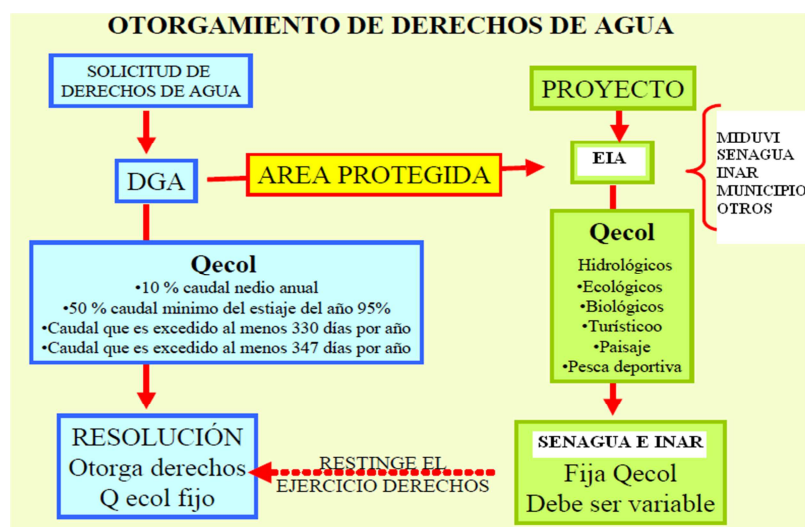 OTORGAMIENTO DE DERECHOS DE AGUA
SOLICITUD DE
DERECHOS DE AGUA
DGA
AREA PROTEGIDA
PROYECTO
EIA
MIDUVI
SENAGUA
INAR
MUNICIPIO
OTROS
Qecol
•10 % caudal nedio anual
•50 % caudal minimo del estiaje del año 95%
•Caudal que es excedido al menos 330 días por año
•Caudal que es excedido al menos 347 días por año
Qecol
Hidrológicos
•Ecológicos
•Biológicos
•Turísticoo
•Paisaje
•Pesca deportiva
RESOLUCIÓN
Otorga derechos
Q ecol fijo
RESTINGE EL
EJERCICIO DERECHOS
SENAGUA E INAR
Fija Qecol
Debe ser variable